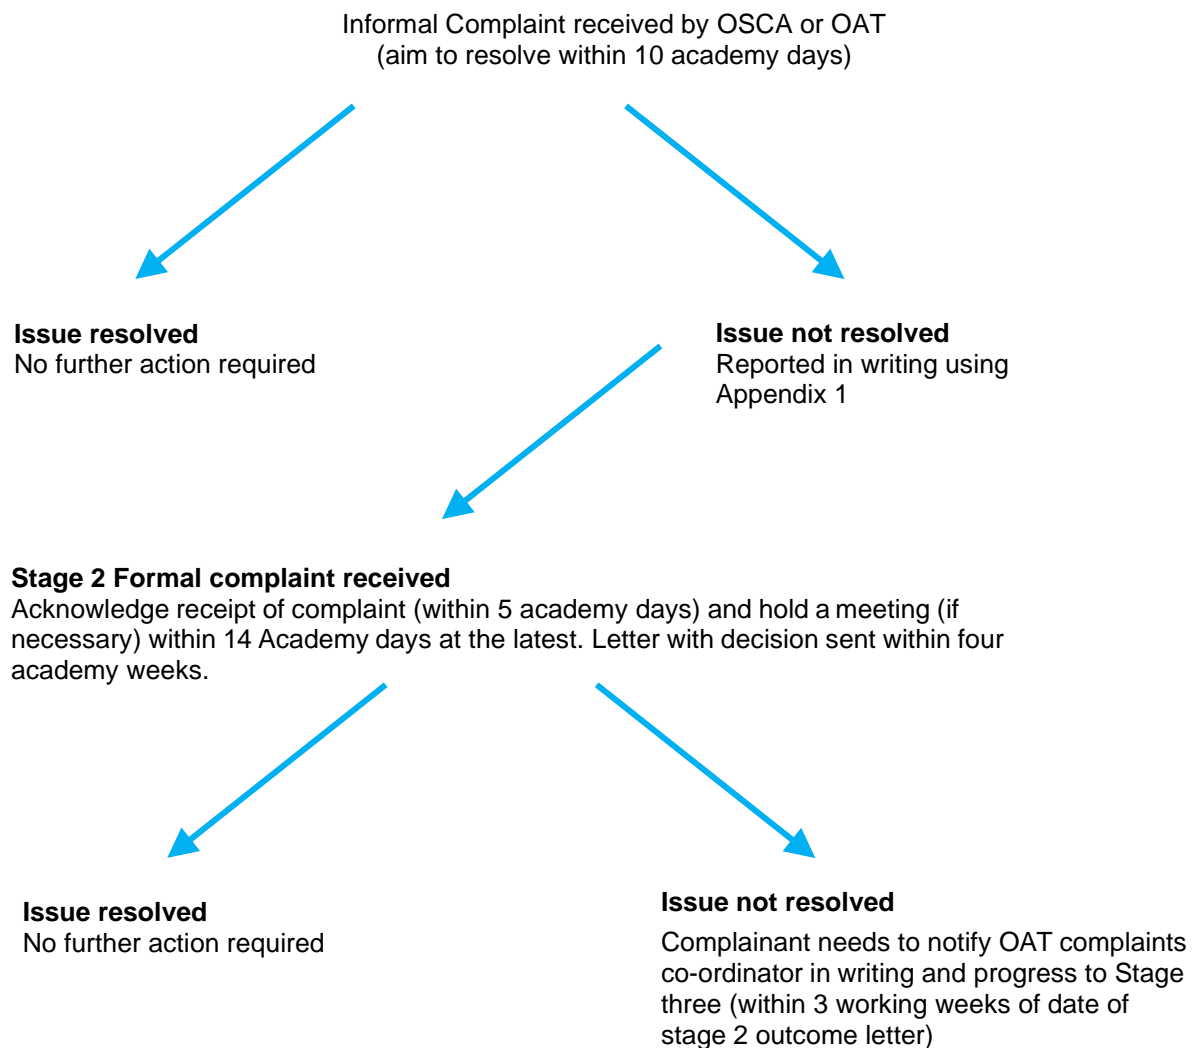 Informal Complaint received by OSCA or OAT
(aim to resolve within 10 academy days)
Issue resolved
No further action required
Issue not resolved
Reported in writing using
Appendix 1
Stage 2 Formal complaint received
Acknowledge receipt of complaint (within 5 academy days) and hold a meeting (if
necessary) within 14 Academy days at the latest. Letter with decision sent within four
academy weeks.
Issue resolved
No further action required
Issue not resolved
Complainant needs to notify OAT complaints
co-ordinator in writing and progress to Stage
three (within 3 working weeks of date of
stage 2 outcome letter)